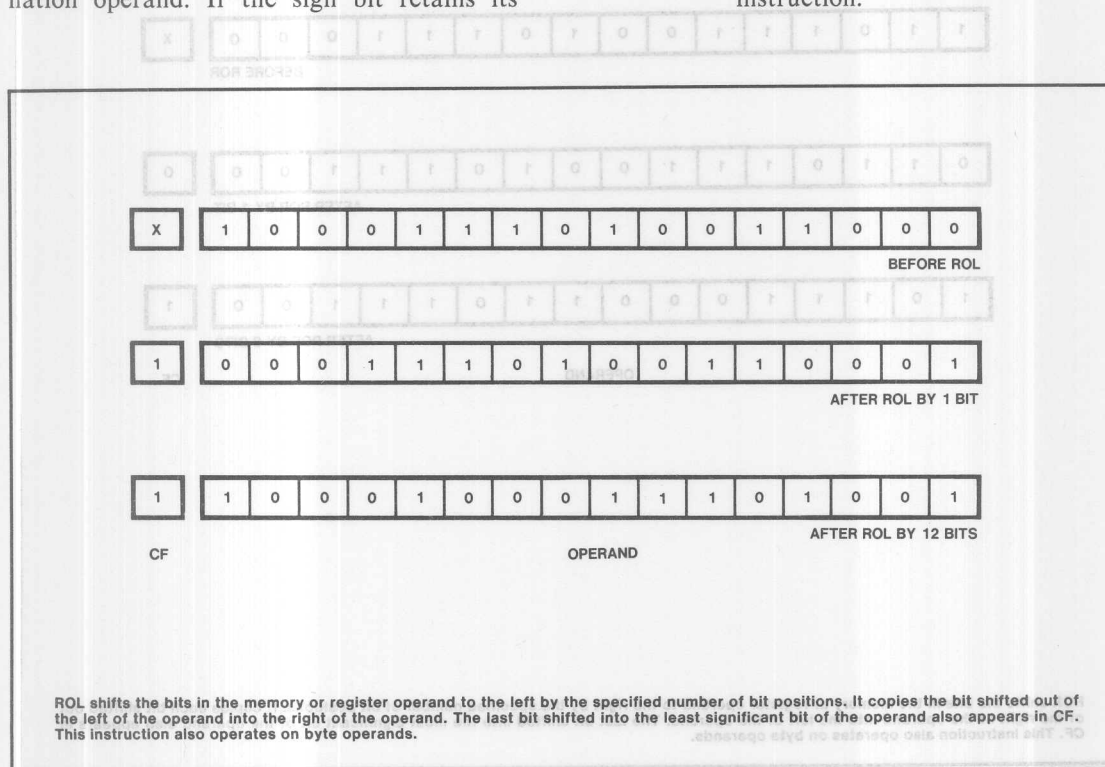 nation operand. If the sign bit retains its
instruction.
X 1 0 0 0 1 1 1 0 1 0 0 1 1 0 0 0
BEFORE ROL
1 0 0 0 1 1 1 0 1 0 0 1 1 0 0 0 1
AFTER ROL BY 1 BIT
1 1 0 0 0 1 0 0 0 1 1 1 0 1 0 0 1
AFTER ROL BY 12 BITS
CF OPERAND
ROL shifts the bits in the memory or register operand to the left by the specified number of bit positions. It copies the bit shifted out of
the left of the operand into the right of the operand. The last bit shifted into the least significant bit of the operand also appears in CF.
This instruction also operates on byte operands.